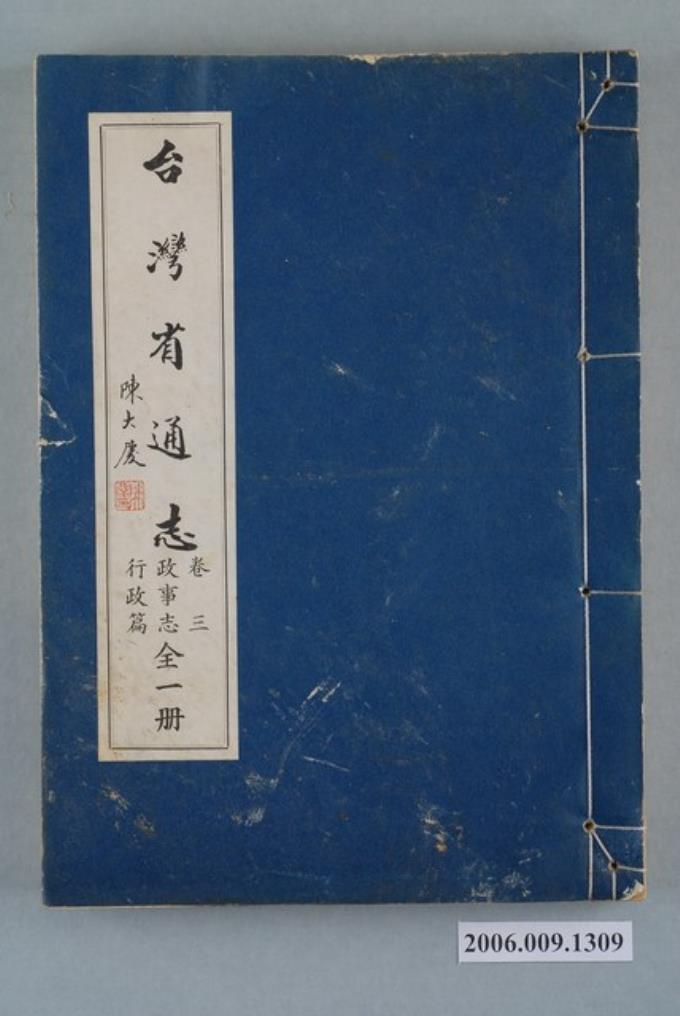 台灣省通志
卷三
政事志
行政篇
全一册
陳大慶
2006.009.1309